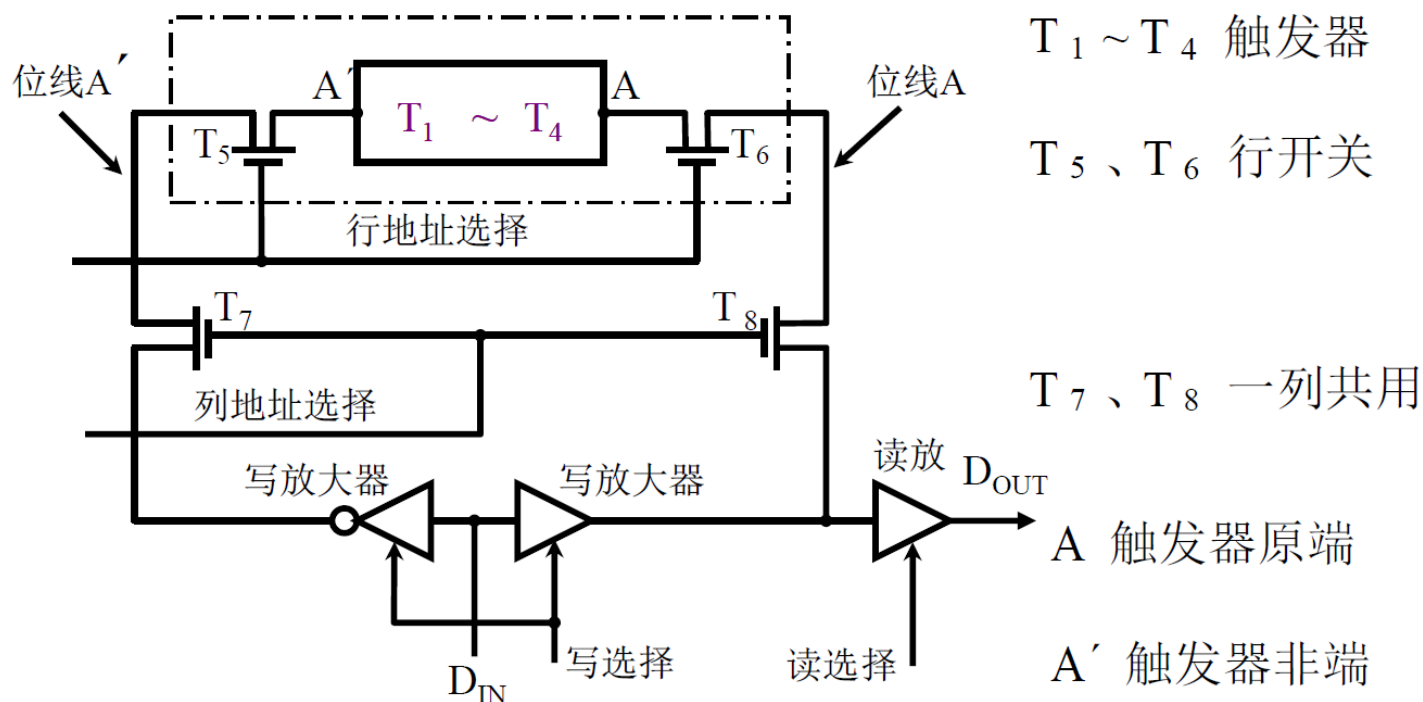 T1 ~ T4 触发器
位线A′
A′
A
位线A
T1 ~ T4
T5
T6
T5、T6 行开关
行地址选择
T7
T8
T7、T8 一列共用
列地址选择
写放大器
写放大器
读放
DOUT
A 触发器原端
DIN
写选择
读选择
A′ 触发器非端